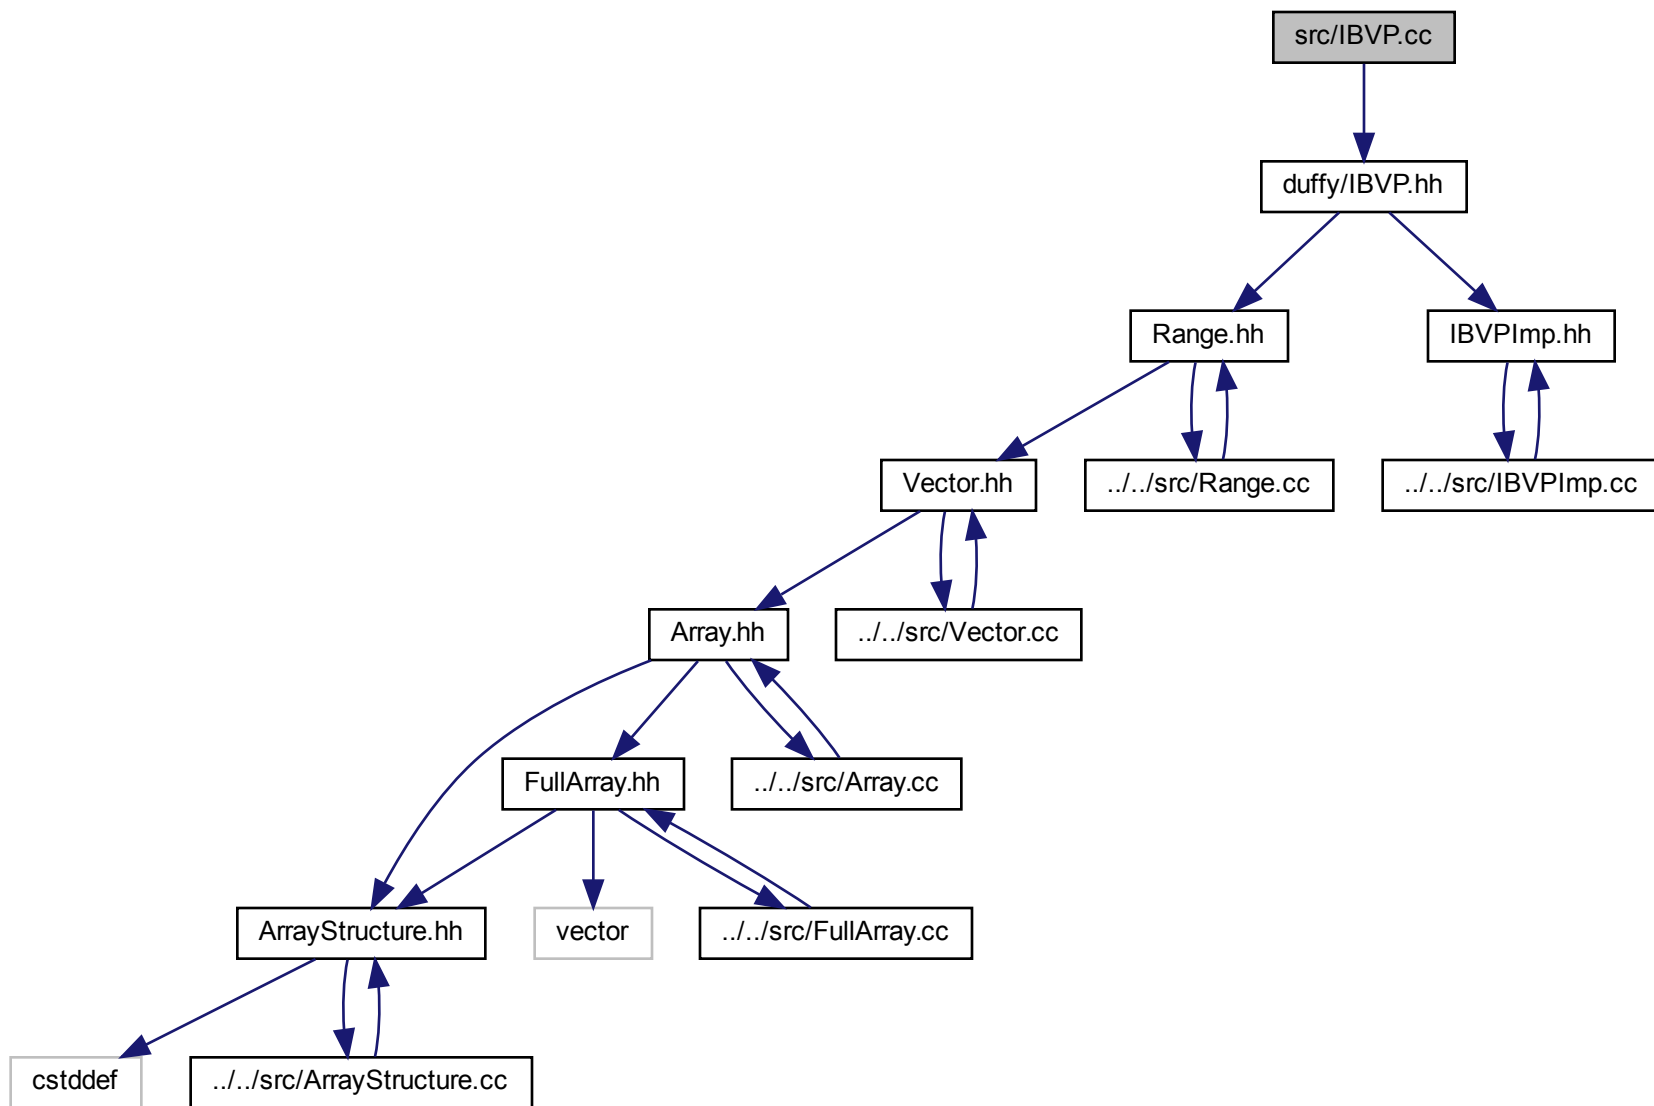 src/IBVP.cc
duffy/IBVP.hh
Range.hh
IBVPImp.hh
Vector.hh
../../src/Range.cc
../../src/IBVPImp.cc
Array.hh
../../src/Vector.cc
FullArray.hh
../../src/Array.cc
ArrayStructure.hh
vector
../../src/FullArray.cc
cstddef
../../src/ArrayStructure.cc